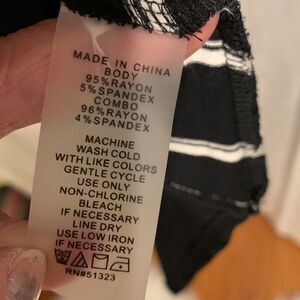 MADE IN CHINA
BODY
95%RAYON
5%SPANDEX
COMBO
96%RAYON
4%SPANDEX
MACHINE
WASH COLD
WITH LIKE COLORS
GENTLE CYCLE
USE ONLY
NON-CHLORINE
BLEACH
IF NECESSARY
LINE DRY
USE LOW IRON
IF NECESSARY
RN#51323